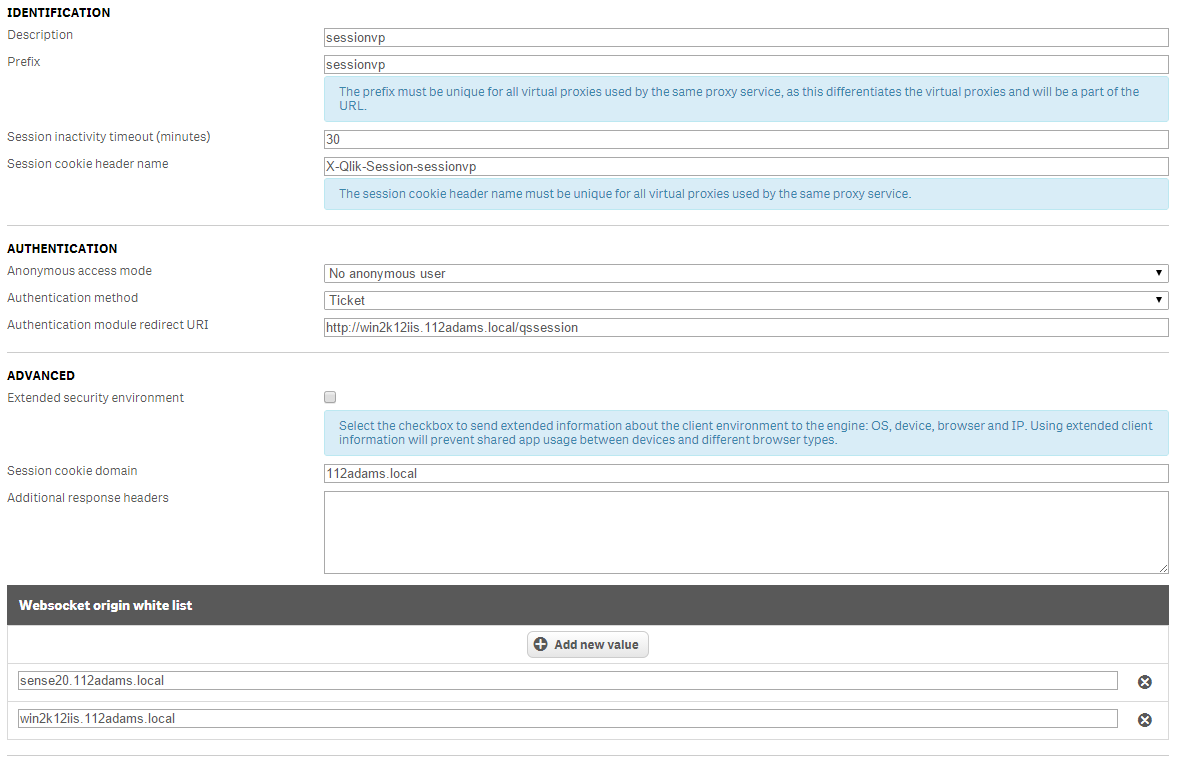 IDENTIFICATION
Description
sessionvp
Prefix
sessionvp
The prefix must be unique for all virtual proxies used by the same proxy service, as this differentiates the virtual proxies and will be a part of the
URL.
Session inactivity timeout (minutes)
30
Session cookie header name
X-Qlik-Session-sessionvp
The session cookie header name must be unique for all virtual proxies used by the same proxy service.
AUTHENTICATION
Anonymous access mode
No anonymous user
Authentication method
Ticket
Authentication module redirect URI
http://win2k12iis.112adams.local/qssession
ADVANCED
Extended security environment
Select the checkbox to send extended information about the client environment to the engine: OS, device, browser and IP. Using extended client
information will prevent shared app usage between devices and different browser types.
Session cookie domain
112adams.local
Additional response headers
Websocket origin white list
Add new value
sense20.112adams.local
win2k12iis.112adams.local